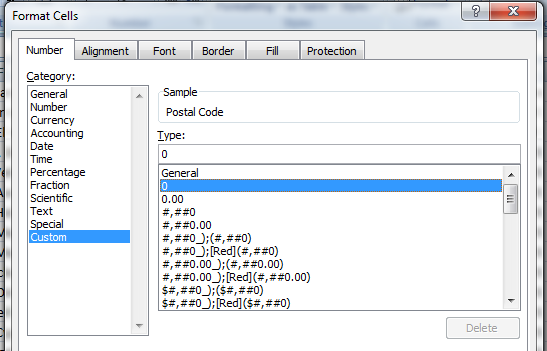 Format Cells
Number Alignment Font Border Fill Protection
Category:
General
Number
Currency
Accounting
Date
Time
Percentage
Fraction
Scientific
Text
Special
Custom
Sample
Postal Code
Type:
0
General
0
0.00
#,##0
#,##0.00
#,##0_);(#,##0)
#,##0_);[Red](#,##0)
#,##0.00_);(#,##0.00)
#,##0.00_);[Red](#,##0.00)
$#,##0_);($#,##0)
$#,##0_);[Red]($#,##0)
Delete